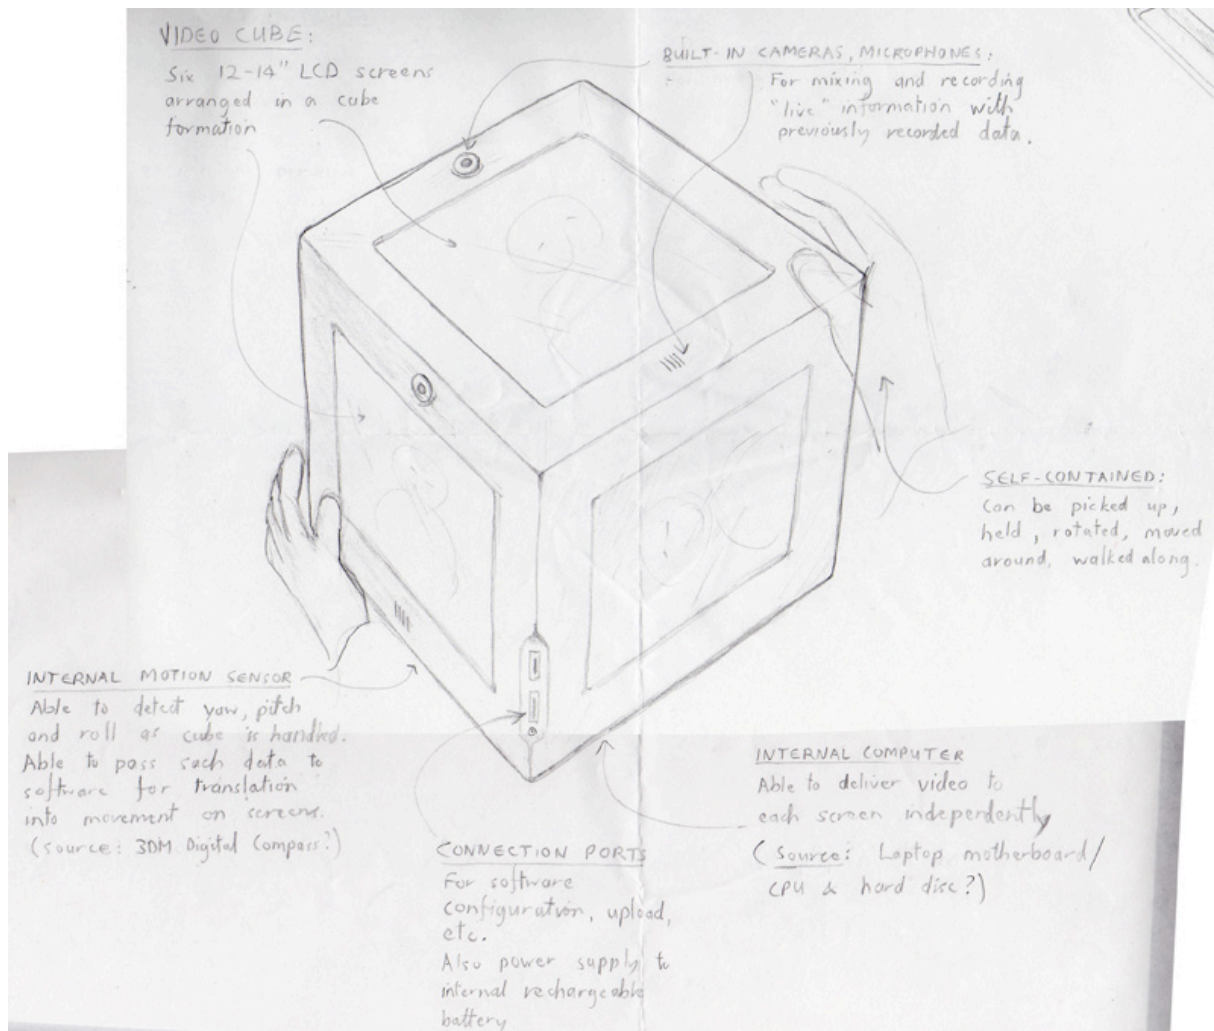 VIDEO CUBE:
Six 12-14" LCD screens
arranged in a cube
formation
BUILT-IN CAMERAS, MICROPHONES:
For mixing and recording
"live" information with
previously recorded data.
SELF-CONTAINED:
Can be picked up,
held, rotated, moved
around, walked along.
INTERNAL MOTION SENSOR
Able to detect yaw, pitch
and roll as cube is handled.
Able to pass such data to
software for translation
into movement on screens.
(source: 3DM Digital Compass?)
CONNECTION PORTS
For software
configuration, upload,
etc.
Also power supply to
internal rechargeable
battery
INTERNAL COMPUTER
Able to deliver video to
each screen independently
(Source: Laptop motherboard/
CPU & hard disc?)